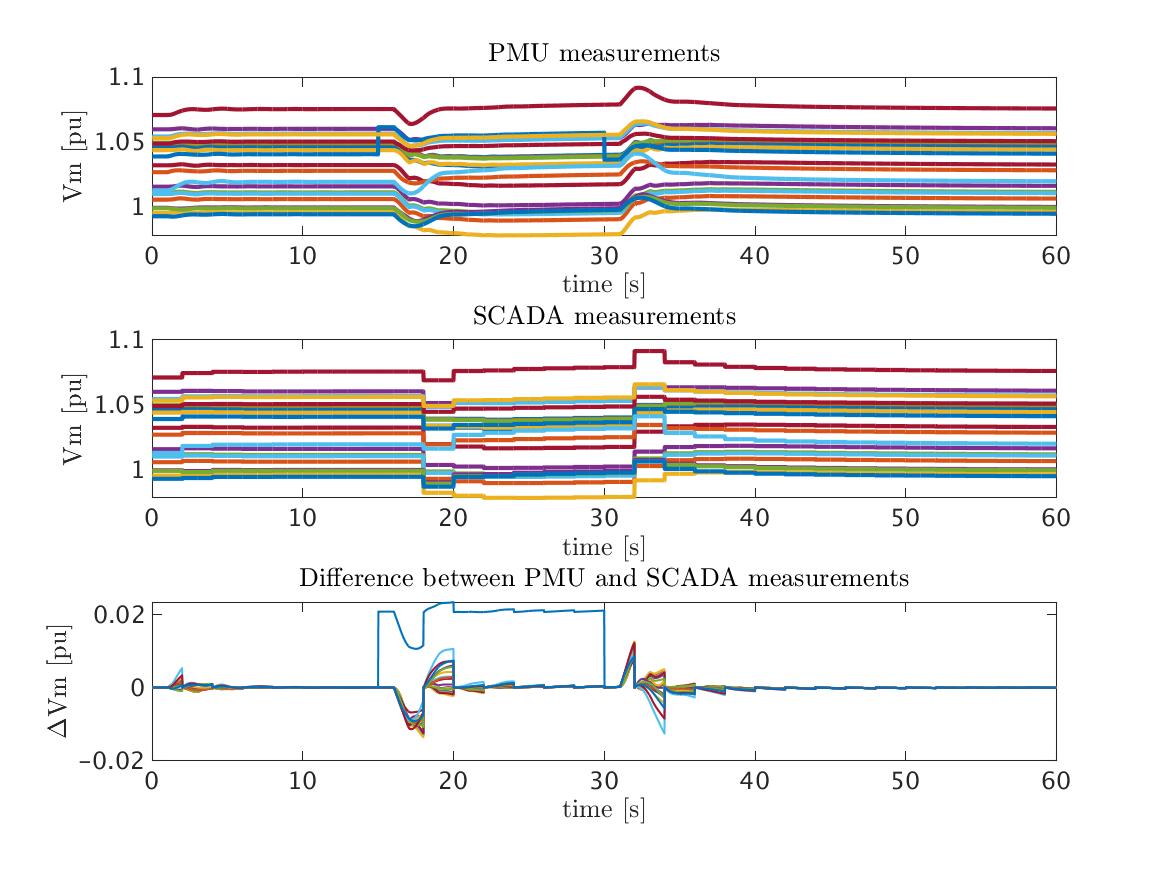 PMU measurements
1.1
1.05
1
Vm [pu]
0 10 20 30 40 50 60
time [s]
SCADA measurements
1.1
1.05
1
Vm [pu]
0 10 20 30 40 50 60
time [s]
Difference between PMU and SCADA measurements
0.02
0
-0.02
ΔVm [pu]
0 10 20 30 40 50 60
time [s]